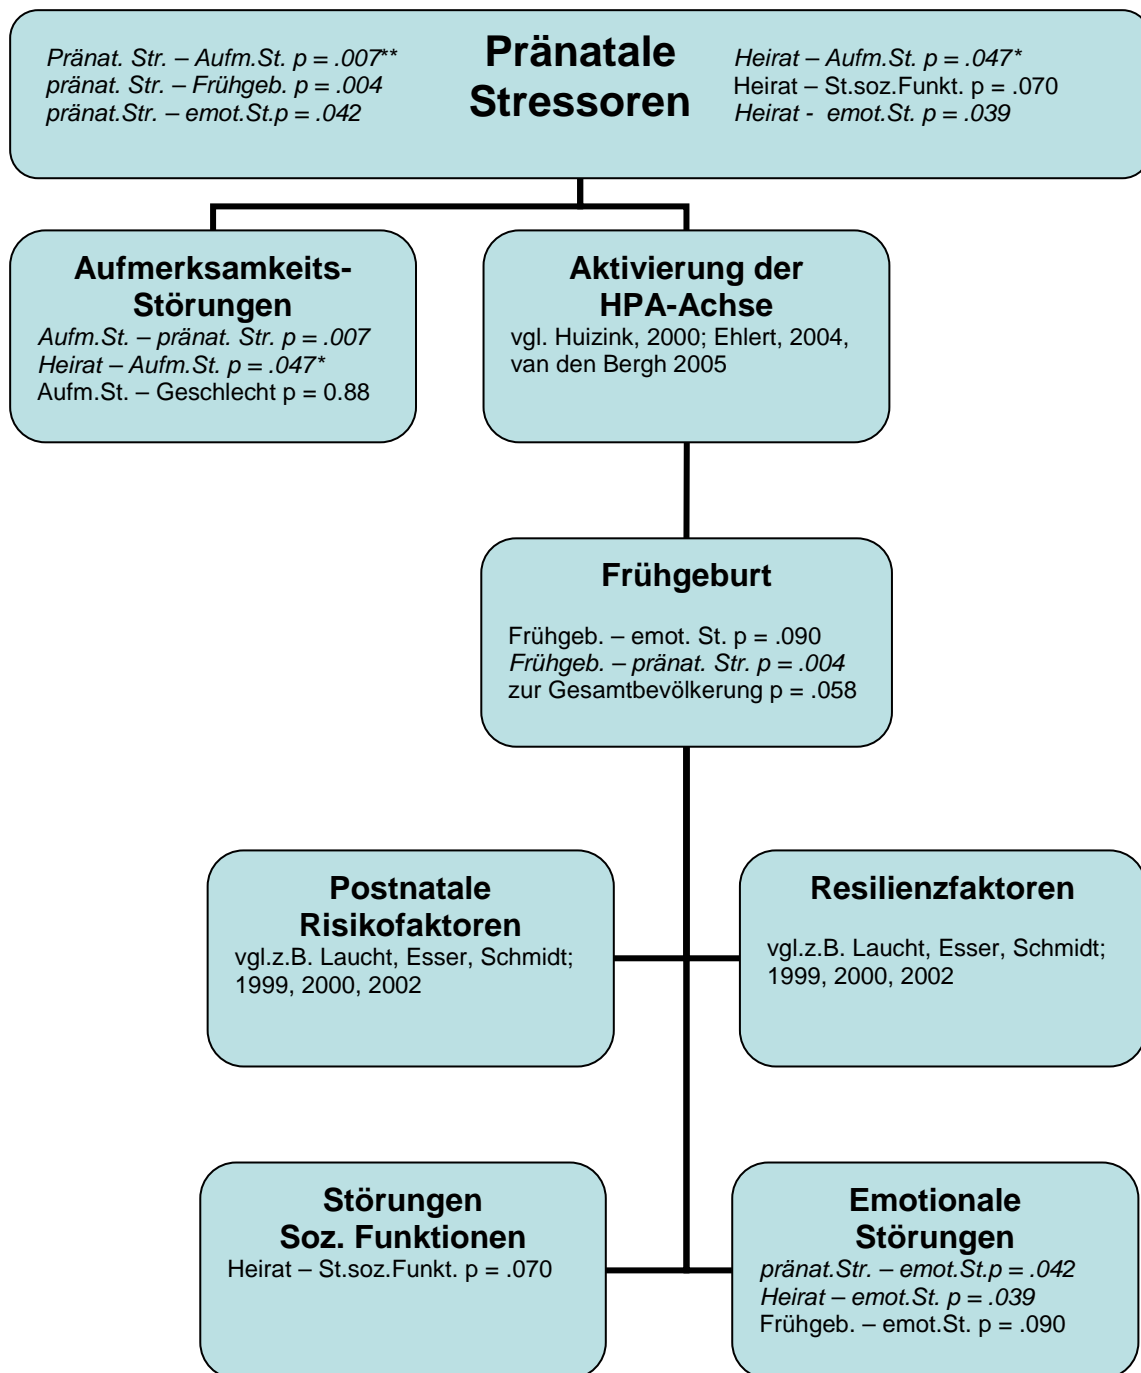 Pränat. Str. – Aufm.St. p = .007**
pränat. Str. – Frühgeb. p = .004
pränat.Str. – emot.St.p = .042
Pränatale
Stressoren
Heirat – Aufm.St. p = .047*
Heirat – St.soz.Funkt. p = .070
Heirat - emot.St. p = .039
Aufmerksamkeits-
Störungen
Aufm.St. – pränat. Str. p = .007
Heirat – Aufm.St. p = .047*
Aufm.St. – Geschlecht p = 0.88
Aktivierung der
HPA-Achse
vgl. Huizink, 2000; Ehlert, 2004,
van den Bergh 2005
Frühgeburt
Frühgeb. – emot. St. p = .090
Frühgeb. – pränat. Str. p = .004
zur Gesamtbevölkerung p = .058
Postnatale
Risikofaktoren
vgl.z.B. Laucht, Esser, Schmidt;
1999, 2000, 2002
Resilienzfaktoren
vgl.z.B. Laucht, Esser, Schmidt;
1999, 2000, 2002
Störungen
Soz. Funktionen
Heirat – St.soz.Funkt. p = .070
Emotionale
Störungen
pränat.Str. – emot.St.p = .042
Heirat – emot.St. p = .039
Frühgeb. – emot.St. p = .090